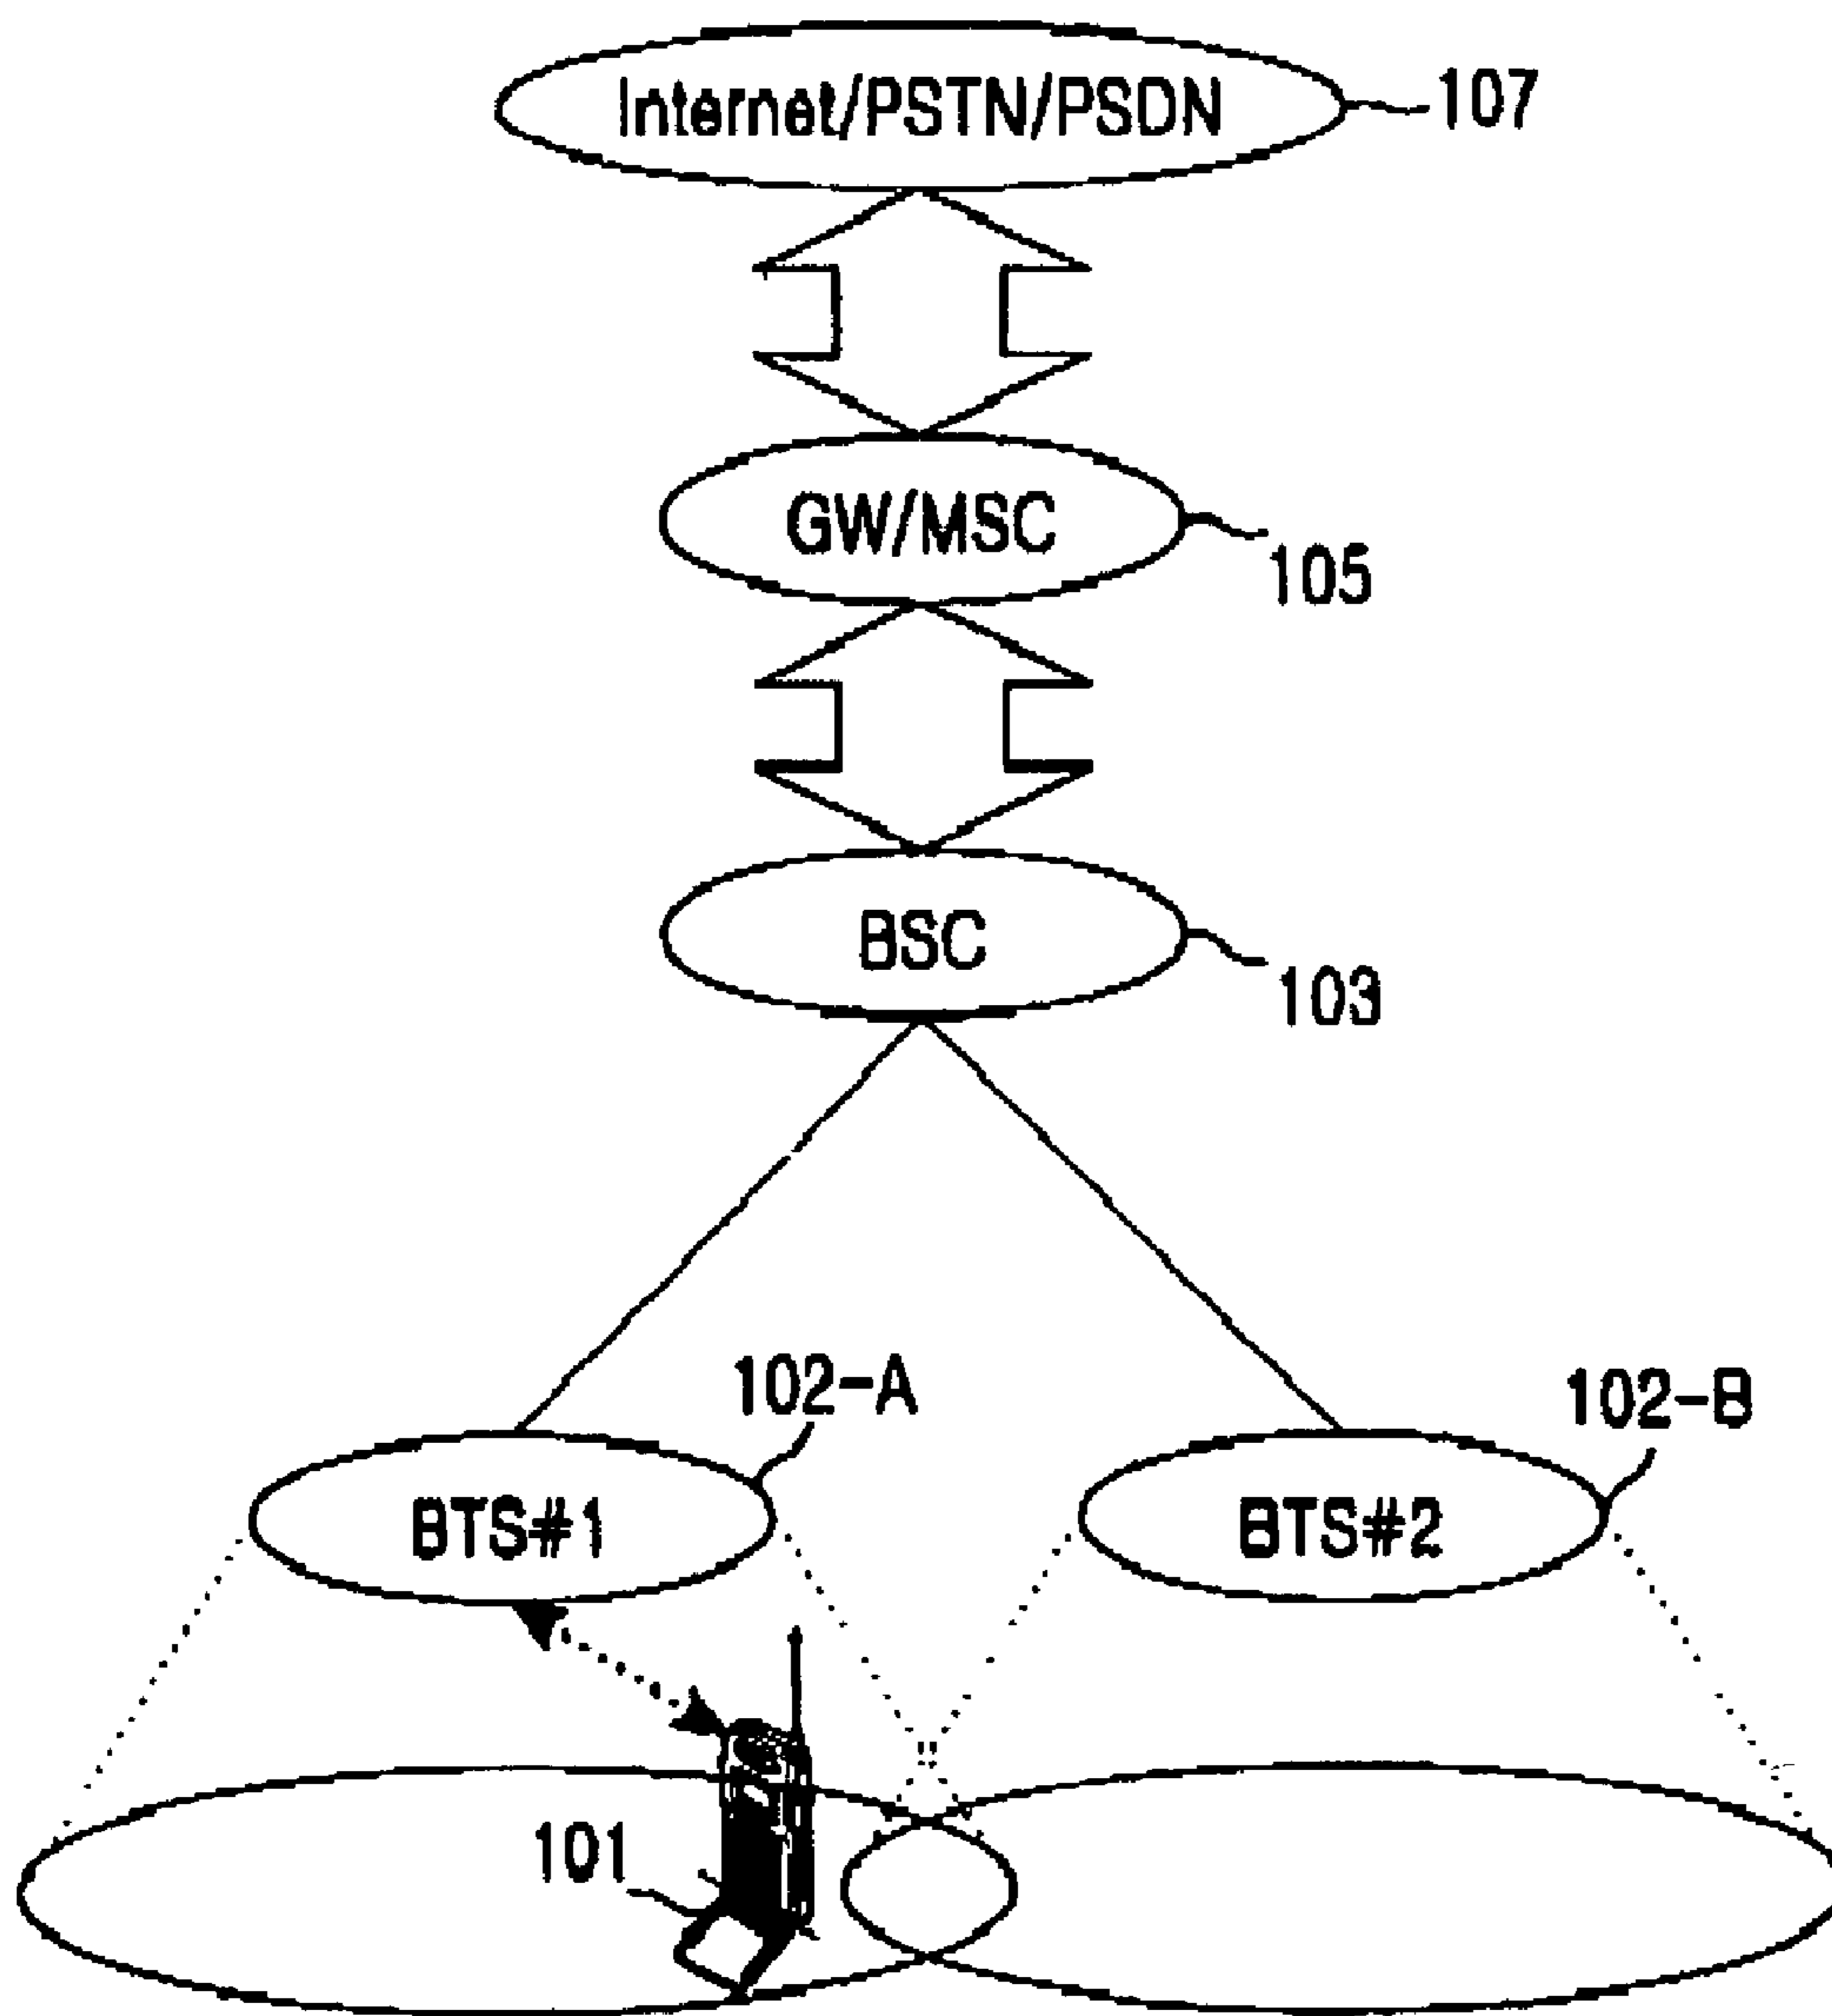 Internet/PSTN/PSDN
107
GW/MSC
105
BSC
103
102-A
102-B
BTS#1
BTS#2
101